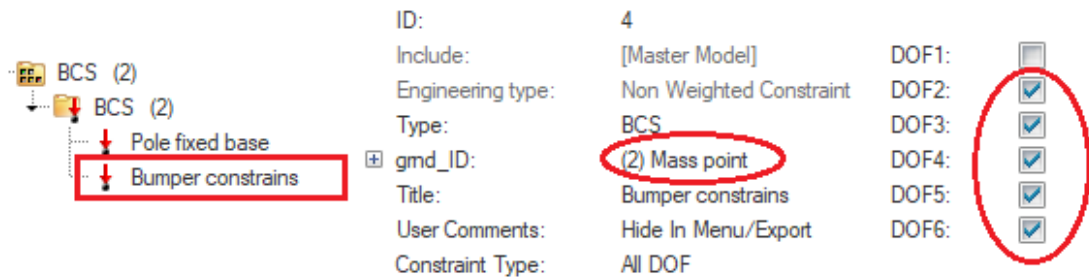 BCS (2)
BCS (2)
Pole fixed base
Bumper constrains
ID: 4
Include: [Master Model] DOF1:
Engineering type: Non Weighted Constraint DOF2:
Type: BCS DOF3:
grnd_ID: (2) Mass point DOF4:
Title: Bumper constrains DOF5:
User Comments: Hide In Menu/Export DOF6:
Constraint Type: All DOF